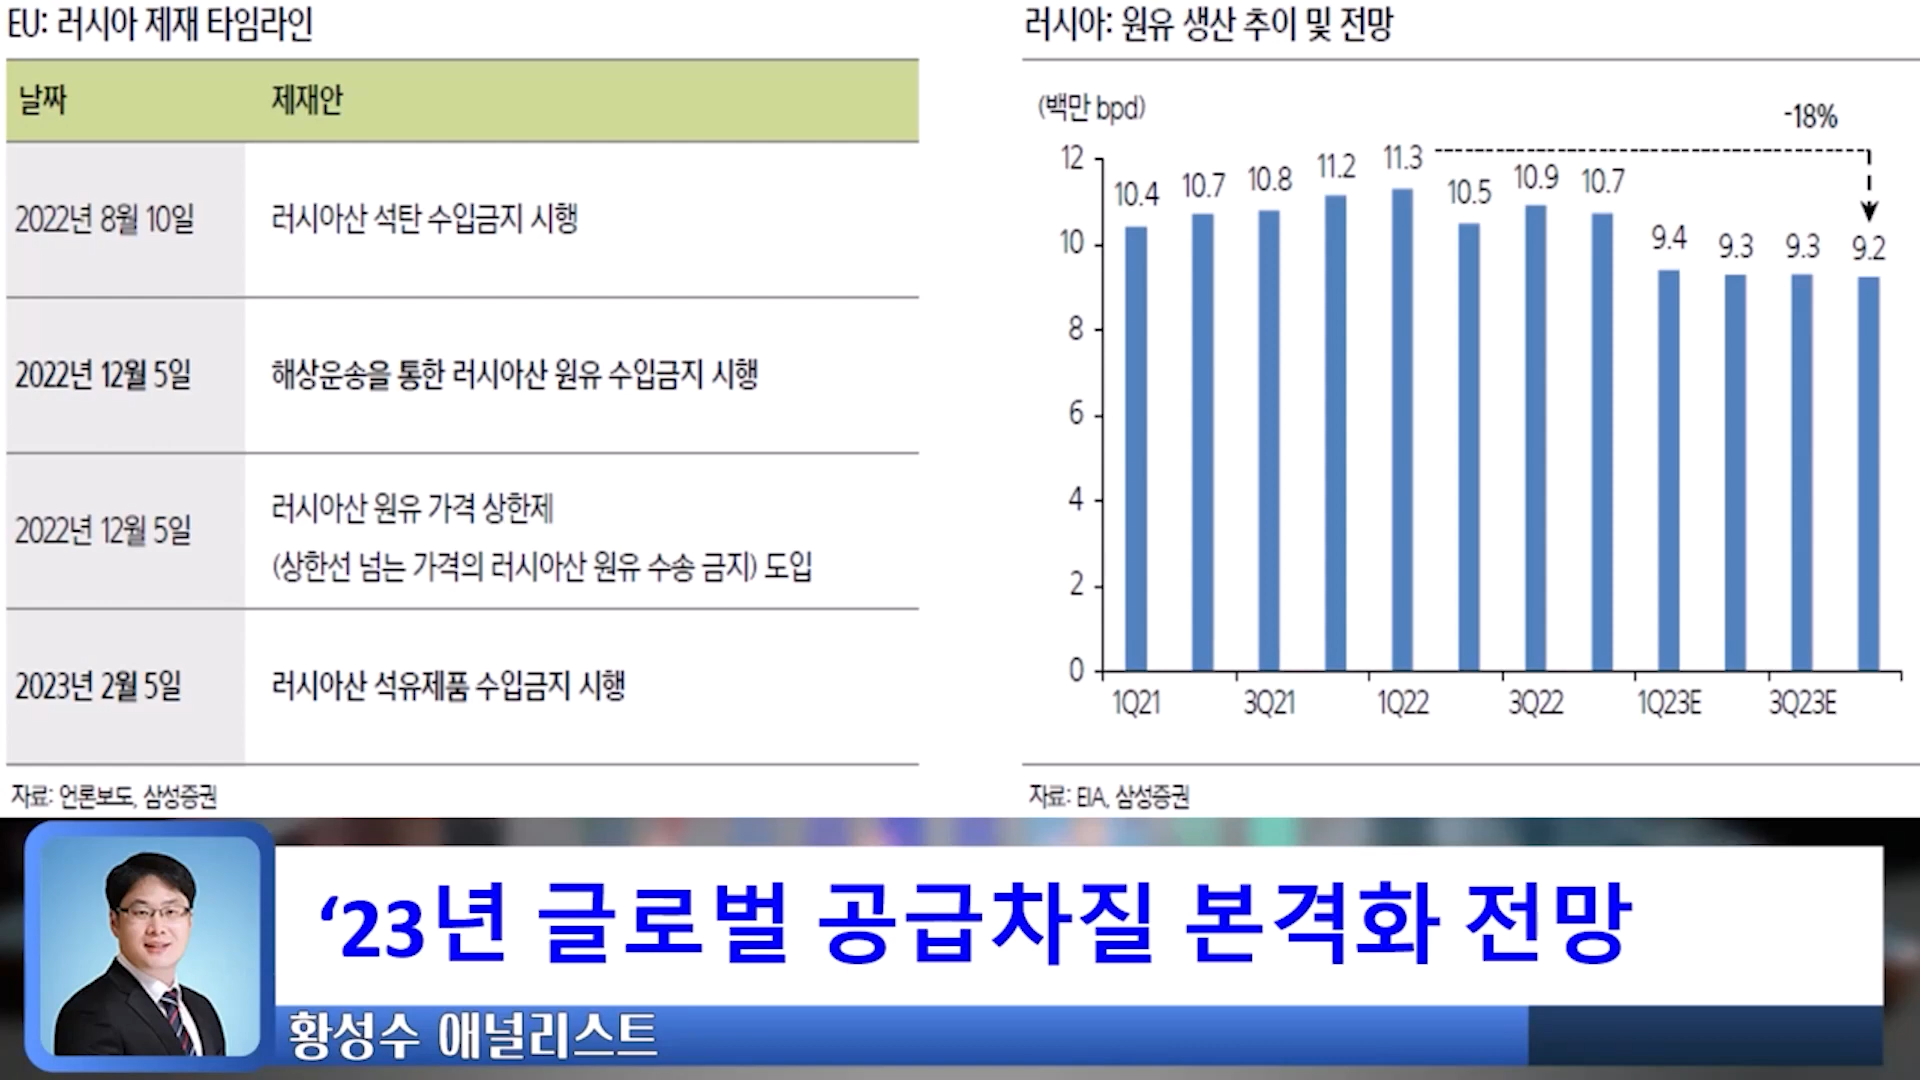 EU: 러시아 제재 타임라인
날짜 제재안
2022년 8월 10일 러시아산 석탄 수입금지 시행
2022년 12월 5일 해상운송을 통한 러시아산 원유 수입금지 시행
2022년 12월 5일 러시아산 원유 가격 상한제
(상한선 넘는 가격의 러시아산 원유 수송 금지) 도입
2023년 2월 5일 러시아산 석유제품 수입금지 시행
자료: 언론보도, 삼성증권
러시아: 원유 생산 추이 및 전망
(백만 bpd)
-18%
12
10
8
6
4
2
0
10.4 10.7 10.8 11.2 11.3 10.5 10.9 10.7 9.4 9.3 9.3 9.2
1Q21 3Q21 1Q22 3Q22 1Q23E 3Q23E
자료: EIA, 삼성증권
‘23년 글로벌 공급차질 본격화 전망
황성수 애널리스트